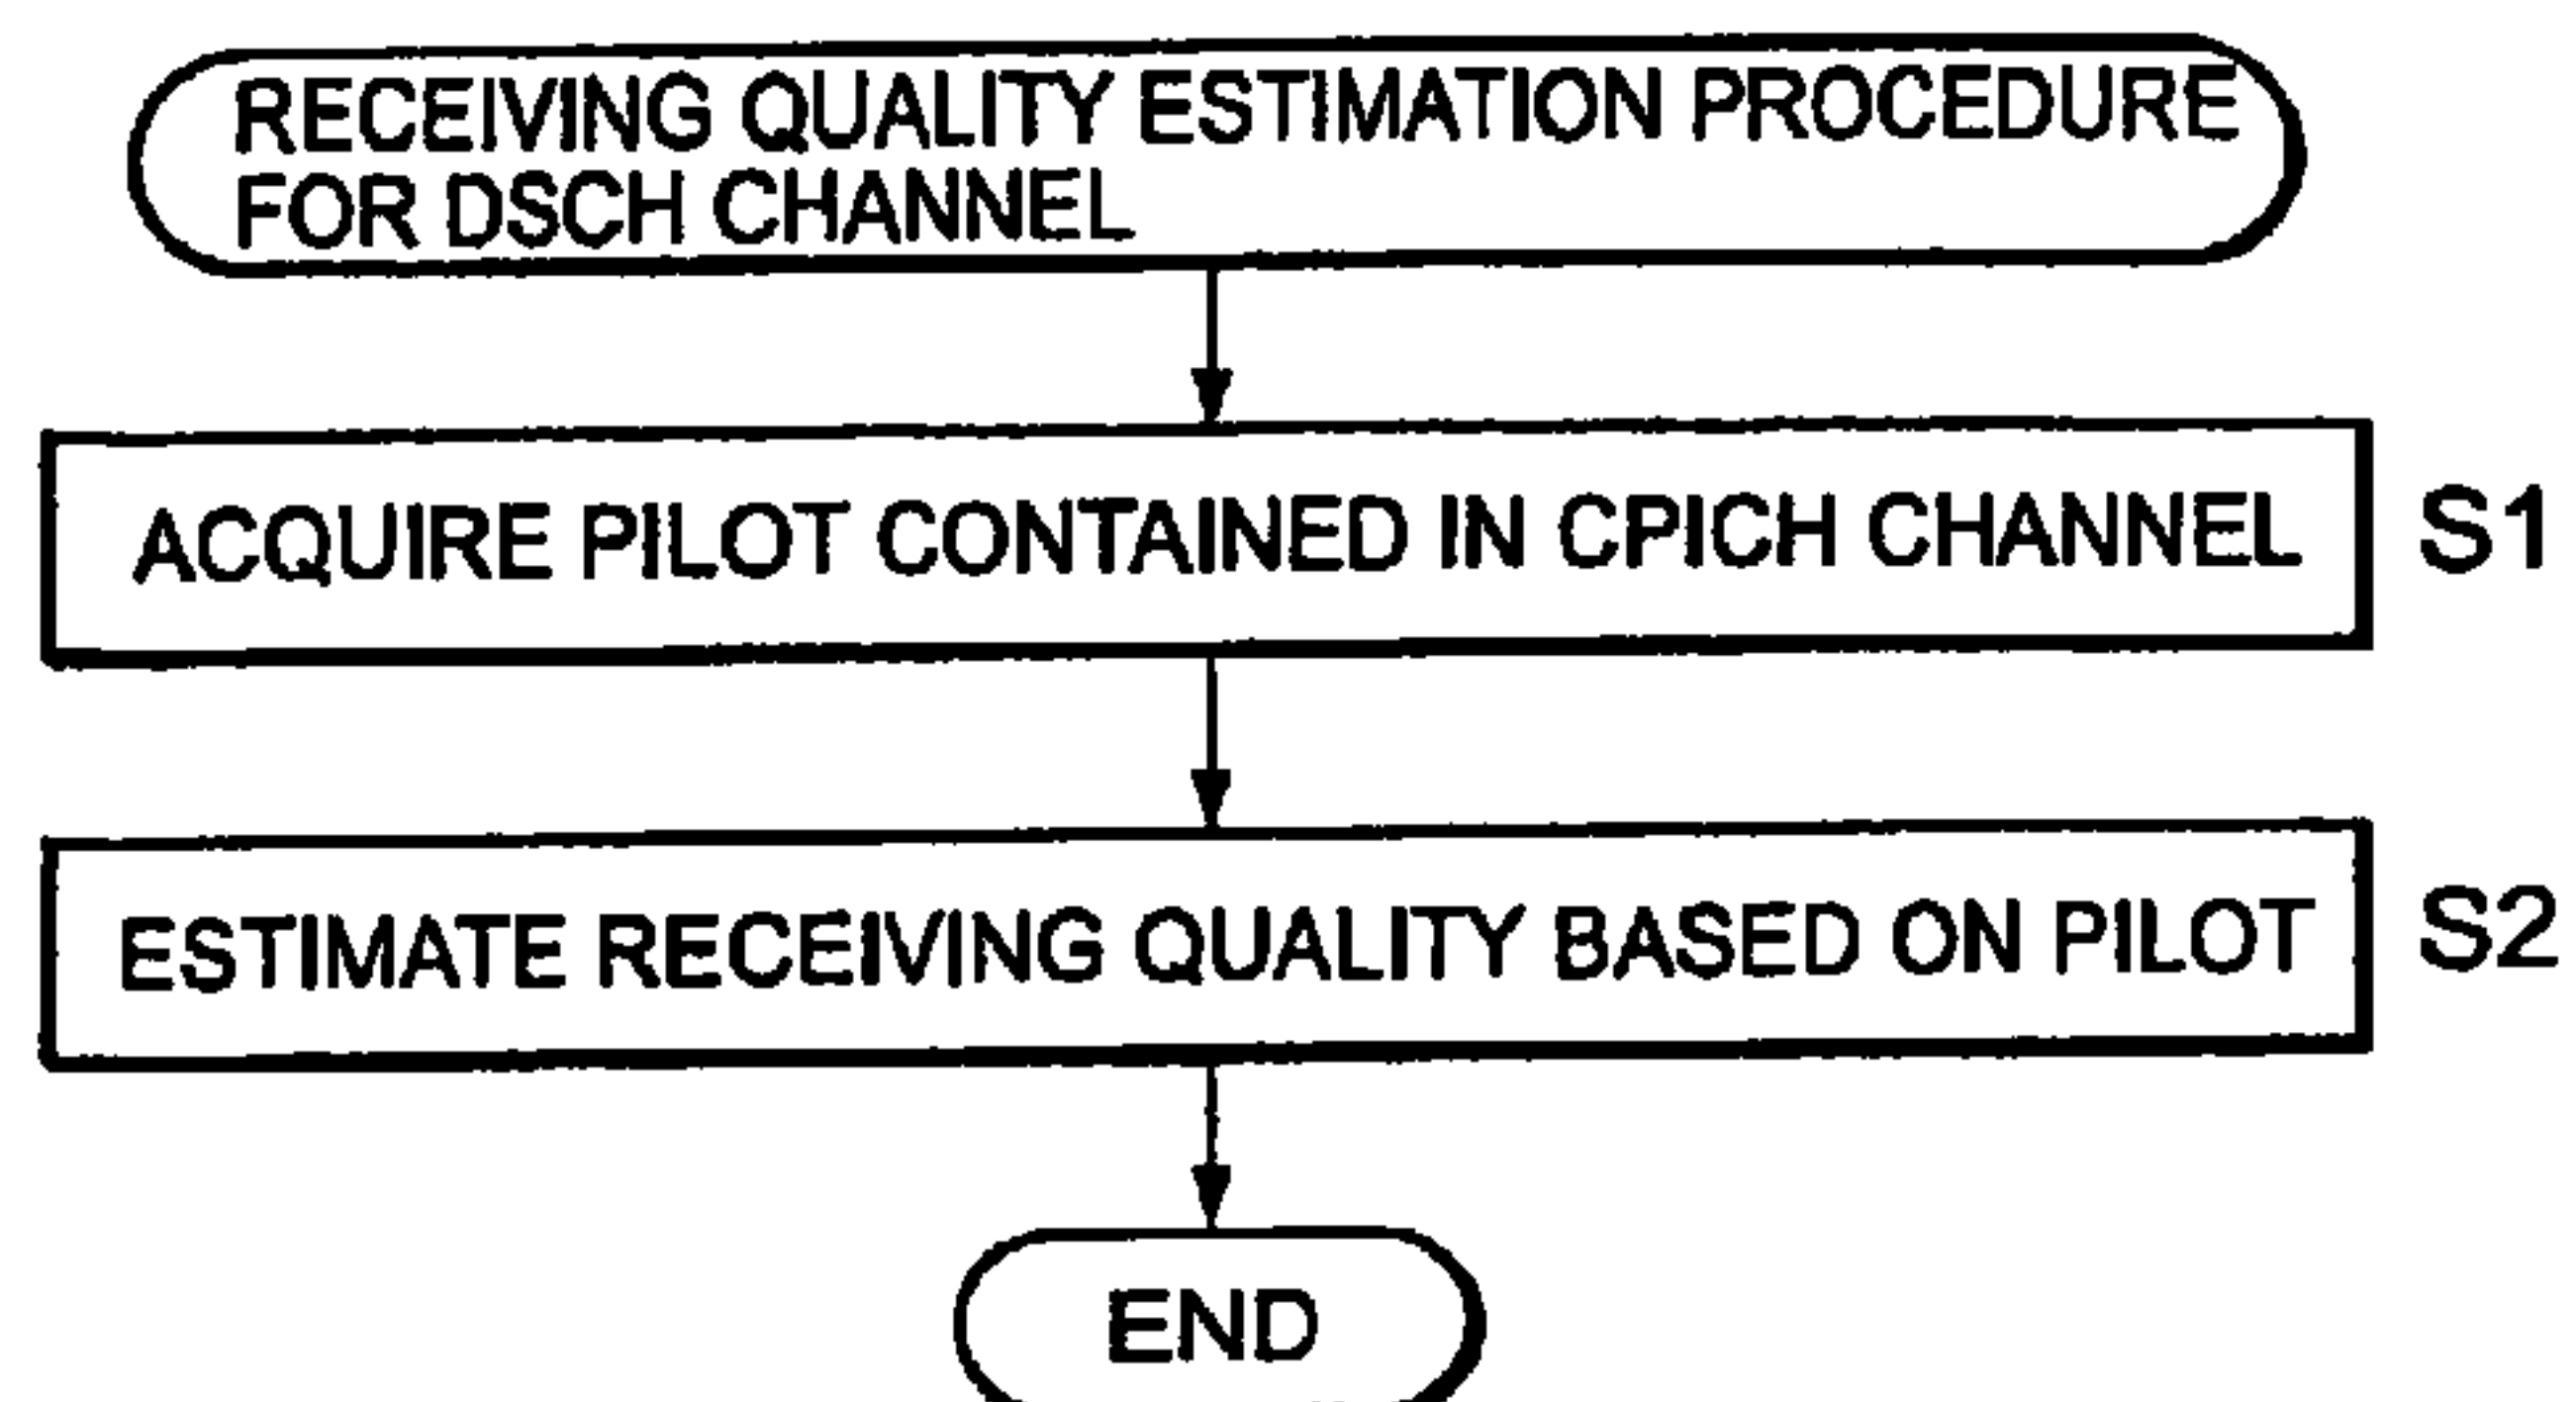 RECEIVING QUALITY ESTIMATION PROCEDURE
FOR DSCH CHANNEL
ACQUIRE PILOT CONTAINED IN CPICH CHANNEL
S1
ESTIMATE RECEIVING QUALITY BASED ON PILOT
S2
END